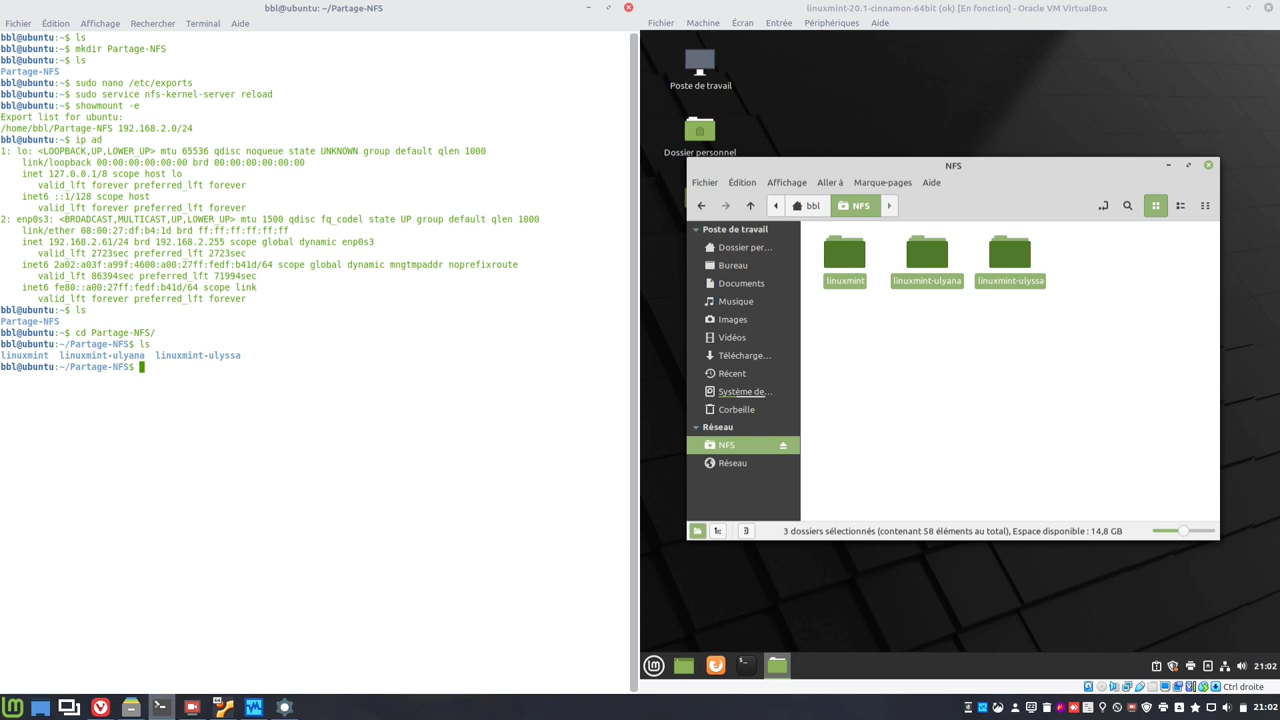 bbl@ubuntu: ~/Partage-NFS
Fichier Édition Affichage Rechercher Terminal Aide
bbl@ubuntu:~$ ls
bbl@ubuntu:~$ mkdir Partage-NFS
bbl@ubuntu:~$ ls
Partage-NFS
bbl@ubuntu:~$ sudo nano /etc/exports
bbl@ubuntu:~$ sudo service nfs-kernel-server reload
bbl@ubuntu:~$ showmount -e
Export list for ubuntu:
/home/bbl/Partage-NFS 192.168.2.0/24
bbl@ubuntu:~$ ip ad
1: lo: <LOOPBACK,UP,LOWER_UP> mtu 65536 qdisc noqueue state UNKNOWN group default qlen 1000
    link/loopback 00:00:00:00:00:00 brd 00:00:00:00:00:00
    inet 127.0.0.1/8 scope host lo
       valid_lft forever preferred_lft forever
    inet6 ::1/128 scope host
       valid_lft forever preferred_lft forever
2: enp0s3: <BROADCAST,MULTICAST,UP,LOWER_UP> mtu 1500 qdisc fq_codel state UP group default qlen 1000
    link/ether 08:00:27:df:b4:1d brd ff:ff:ff:ff:ff:ff
    inet 192.168.2.61/24 brd 192.168.2.255 scope global dynamic enp0s3
       valid_lft 2723sec preferred_lft 2723sec
    inet6 2a02:a03f:a99f:4600:a00:27ff:fedf:b41d/64 scope global dynamic mngtmpaddr noprefixroute
       valid_lft 86394sec preferred_lft 71994sec
    inet6 fe80::a00:27ff:fedf:b41d/64 scope link
       valid_lft forever preferred_lft forever
bbl@ubuntu:~$ ls
Partage-NFS
bbl@ubuntu:~$ cd Partage-NFS/
bbl@ubuntu:~/Partage-NFS$ ls
linuxmint  linuxmint-ulyana  linuxmint-ulyssa
bbl@ubuntu:~/Partage-NFS$
linuxmint-20.1-cinnamon-64bit (ok) [En fonction] - Oracle VM VirtualBox
Fichier Machine Écran Entrée Périphériques Aide
Poste de travail
Dossier personnel
NFS
Fichier Édition Affichage Aller à Marque-pages Aide
bbl NFS
Poste de travail
Dossier per...
Bureau
Documents
Musique
Images
Vidéos
Télécharge...
Récent
Système de...
Corbeille
Réseau
NFS
Réseau
linuxmint linuxmint-ulyana linuxmint-ulyssa
3 dossiers sélectionnés (contenant 58 éléments au total), Espace disponible : 14,8 GB
21:02
Ctrl droite
21:02